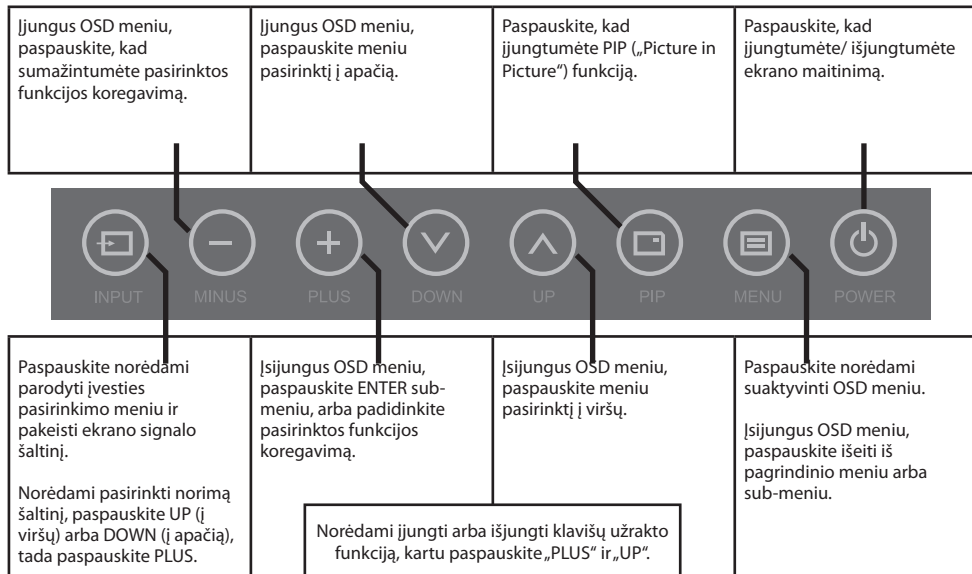 Įjungus OSD meniu,
paspauskite, kad
sumažintumėte pasirinktos
funkcijos koregavimą.
Įjungus OSD meniu,
paspauskite meniu
pasirinktį į apačią.
Paspauskite, kad
įjungtumėte PIP („Picture in
Picture“) funkciją.
Paspauskite, kad
įjungtumėte/ išjungtumėte
ekrano maitinimą.
INPUT MINUS PLUS DOWN UP PIP MENU POWER
Paspauskite norėdami
parodyti įvesties
pasirinkimo meniu ir
pakeisti ekrano signalo
šaltinį.
Norėdami pasirinkti norimą
šaltinį, paspauskite UP (į
viršų) arba DOWN (į apačią),
tada paspauskite PLUS.
Įsijungus OSD meniu,
paspauskite ENTER sub-
meniu, arba padidinkite
pasirinktos funkcijos
koregavimą.
Įsijungus OSD meniu,
paspauskite meniu
pasirinktį į viršų.
Paspauskite norėdami
suaktyvinti OSD meniu.
Įsijungus OSD meniu,
paspauskite išeiti iš
pagrindinio meniu arba
sub-meniu.
Norėdami įjungti arba išjungti klavišų užrakto
funkciją, kartu paspauskite „PLUS“ ir „UP“.